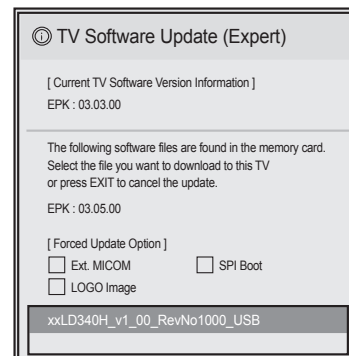 TV Software Update (Expert)
[ Current TV Software Version Information ]
EPK : 03.03.00
The following software files are found in the memory card.
Select the file you want to download to this TV
or press EXIT to cancel the update.
EPK : 03.05.00
[ Forced Update Option ]
Ext. MICOM SPI Boot
LOGO Image
xxLD340H_v1_00_RevNo1000_USB